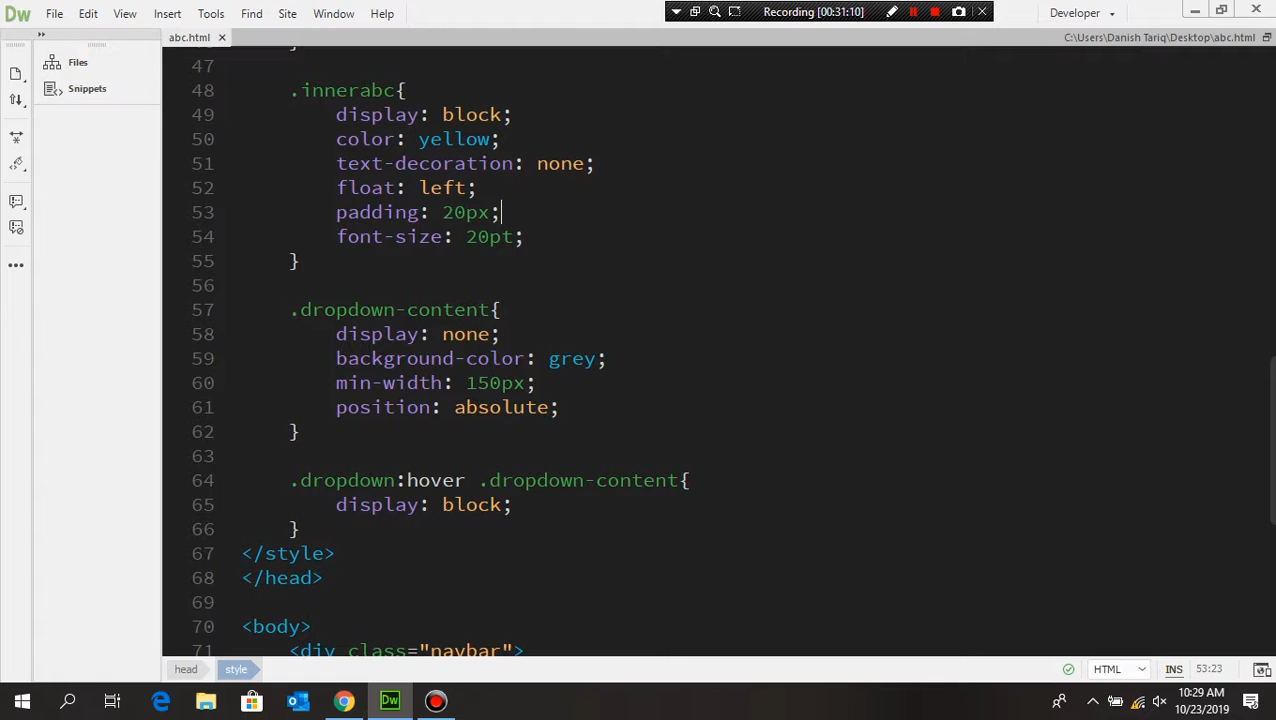 Dw File Edit View Insert Tools Find Site Window Help Recording [00:31:10] Developer
abc.html C:\Users\Danish Tariq\Desktop\abc.html
Files
Snippets
47
48 .innerabc{
49 display: block;
50 color: yellow;
51 text-decoration: none;
52 float: left;
53 padding: 20px;
54 font-size: 20pt;
55 }
56
57 .dropdown-content{
58 display: none;
59 background-color: grey;
60 min-width: 150px;
61 position: absolute;
62 }
63
64 .dropdown:hover .dropdown-content{
65 display: block;
66 }
67 </style>
68 </head>
69
70 <body>
71 <div class="navbar">
head style HTML INS 53:23
Dw 10:29 AM
10/23/2019